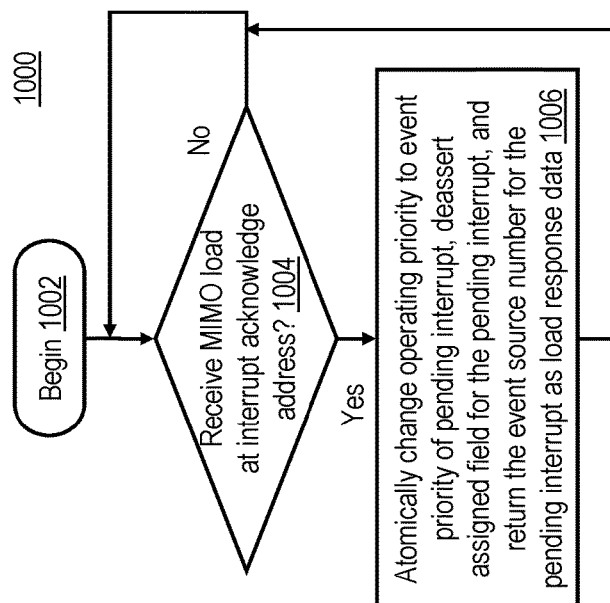 1000
Begin 1002
Receive MIMO load
at interrupt acknowledge
address? 1004
No
Yes
Atomically change operating priority to event
priority of pending interrupt, deassert
assigned field for the pending interrupt, and
return the event source number for the
pending interrupt as load response data 1006